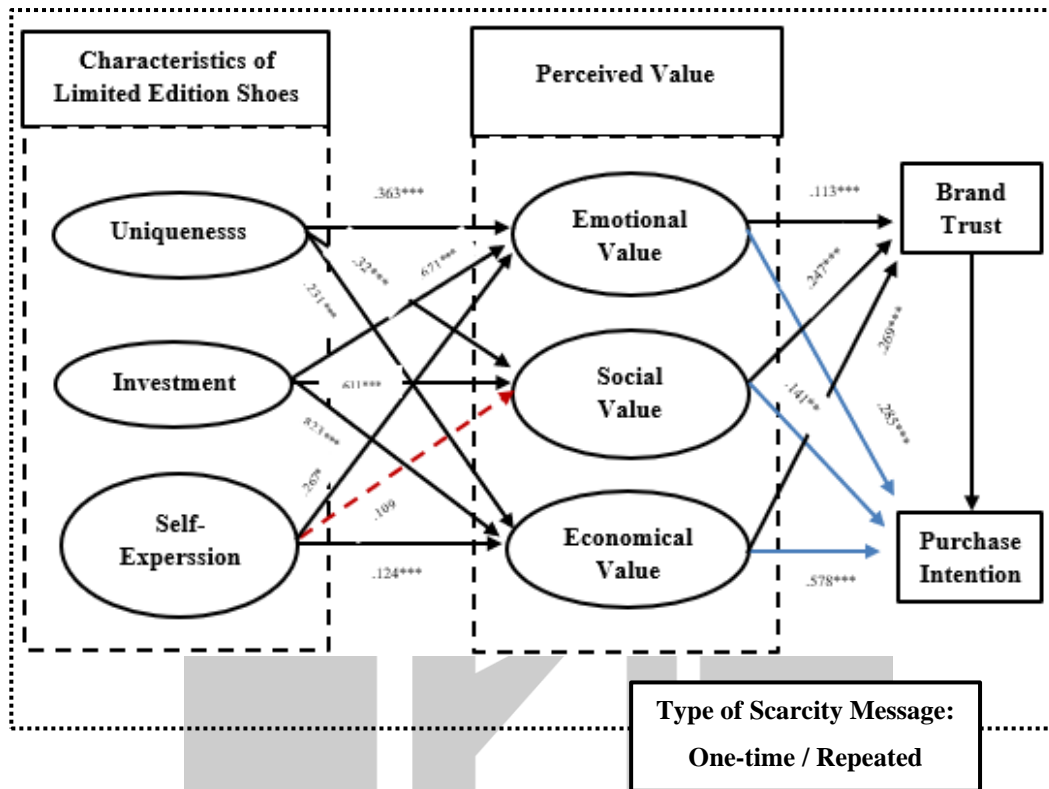 Characteristics of
Limited Edition Shoes
Perceived Value
Uniquenesss
Investment
Self-
Experssion
.363***
.32***
.231***
.671***
.611***
.823***
.267*
.109
.124***
Emotional
Value
Social
Value
Economical
Value
.113***
.247***
.269***
.141**
.285***
.578***
Brand
Trust
Purchase
Intention
Type of Scarcity Message:
One-time / Repeated